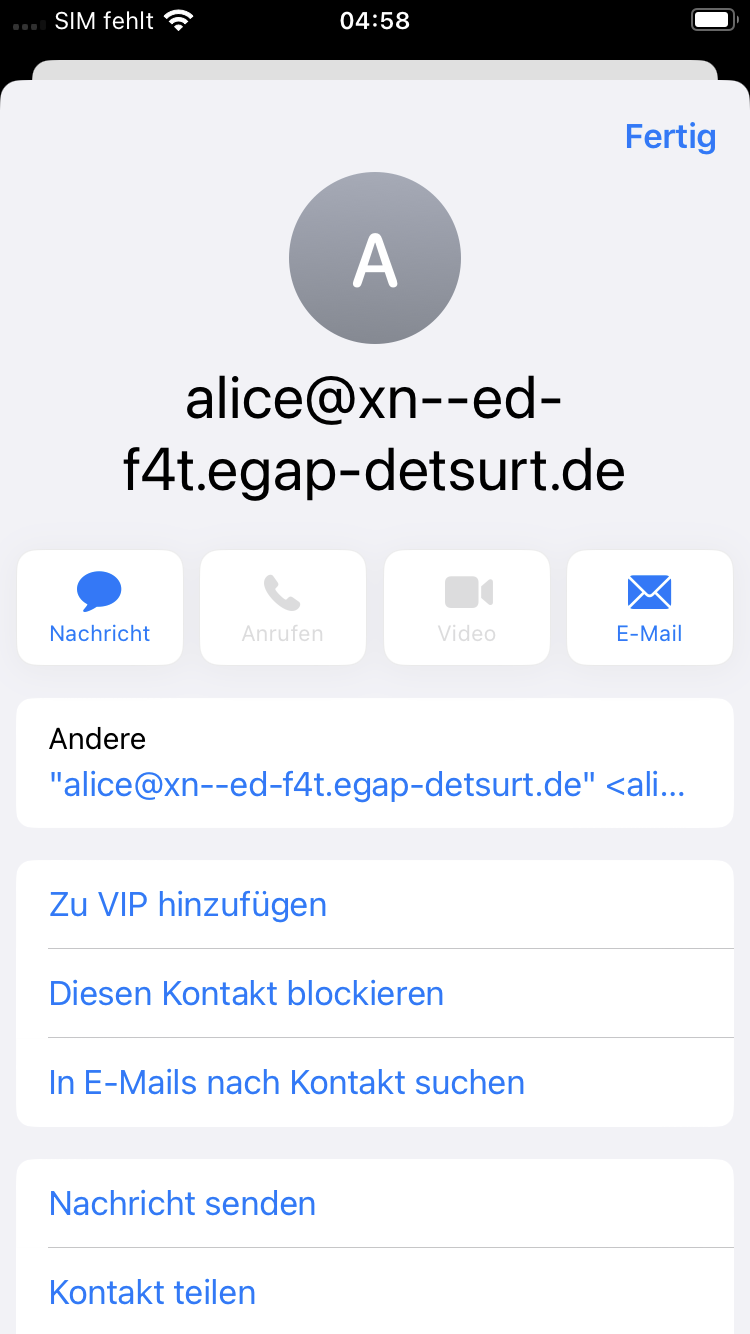 SIM fehlt
04:58
Fertig
A
alice@xn--ed-
f4t.egap-detsurt.de
Nachricht
Anrufen
Video
E-Mail
Andere
"alice@xn--ed-f4t.egap-detsurt.de" <ali...
Zu VIP hinzufügen
Diesen Kontakt blockieren
In E-Mails nach Kontakt suchen
Nachricht senden
Kontakt teilen